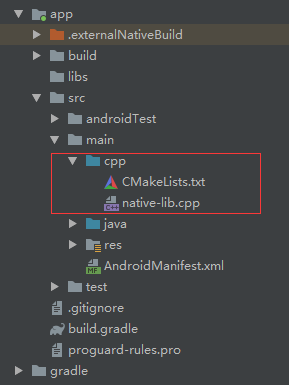 app
.externalNativeBuild
build
libs
src
androidTest
main
cpp
CMakeLists.txt
native-lib.cpp
java
res
AndroidManifest.xml
test
.gitignore
build.gradle
proguard-rules.pro
gradle